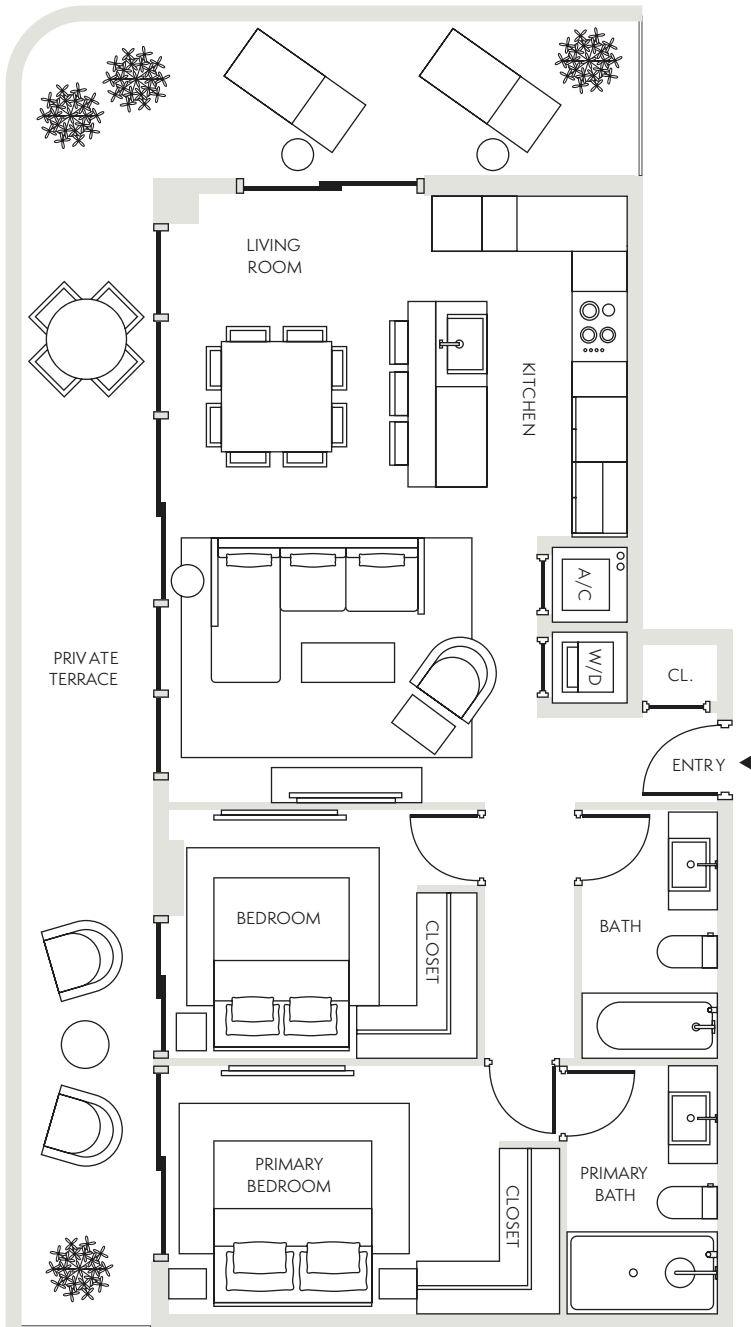 LIVING
ROOM
KITCHEN
A/C
W/D
CL.
PRIVATE
TERRACE
ENTRY
BEDROOM
CLOSET
BATH
PRIMARY
BEDROOM
CLOSET
PRIMARY
BATH